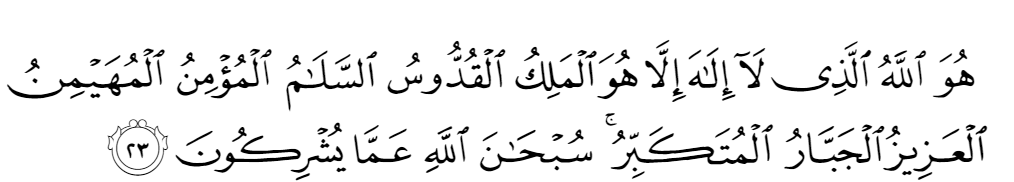 هُوَ ٱللَّهُ ٱلَّذِى لَآ إِلَٰهَ إِلَّا هُوَ ٱلْمَلِكُ ٱلْقُدُّوسُ ٱلسَّلَٰمُ ٱلْمُؤْمِنُ ٱلْمُهَيْمِنُ
ٱلْعَزِيزُ ٱلْجَبَّارُ ٱلْمُتَكَبِّرُ ۚ سُبْحَٰنَ ٱللَّهِ عَمَّا يُشْرِكُونَ ٢٣